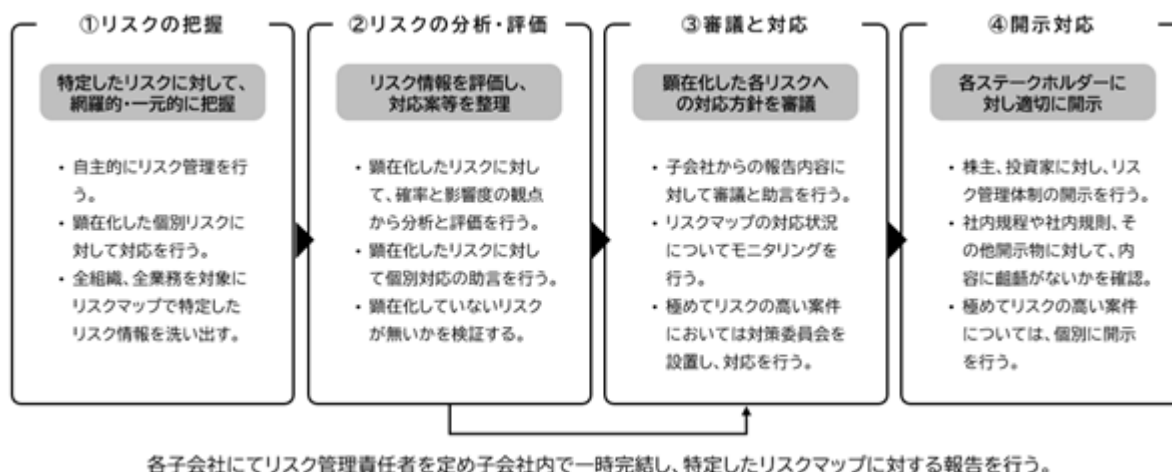 ①リスクの把握
特定したリスクに対して、
網羅的・一元的に把握
・ 自主的にリスク管理を行
う。
・ 顕在化した個別リスクに
対して対応を行う。
・ 全組織、全業務を対象に
リスクマップで特定した
リスク情報を洗い出す。
②リスクの分析・評価
リスク情報を評価し、
対応案等を整理
・ 顕在化したリスクに対し
て、確率と影響度の観点
から分析と評価を行う。
・ 顕在化したリスクに対し
て個別対応の助言を行う。
・ 顕在化していないリスク
が無いかを検証する。
③審議と対応
顕在化した各リスクへ
の対応方針を審議
・ 子会社からの報告内容に
対して審議と助言を行う。
・ リスクマップの対応状況
についてモニタリングを
行う。
・ 極めてリスクの高い案件
においては対策委員会を
設置し、対応を行う。
④開示対応
各ステークホルダーに
対し適切に開示
・ 株主、投資家に対し、リス
ク管理体制の開示を行う。
・ 社内規程や社内規則、そ
の他開示物に対して、内
容に齟齬がないかを確認。
・ 極めてリスクの高い案件
については、個別に開示
を行う。
各子会社にてリスク管理責任者を定め子会社内で一時完結し、特定したリスクマップに対する報告を行う。